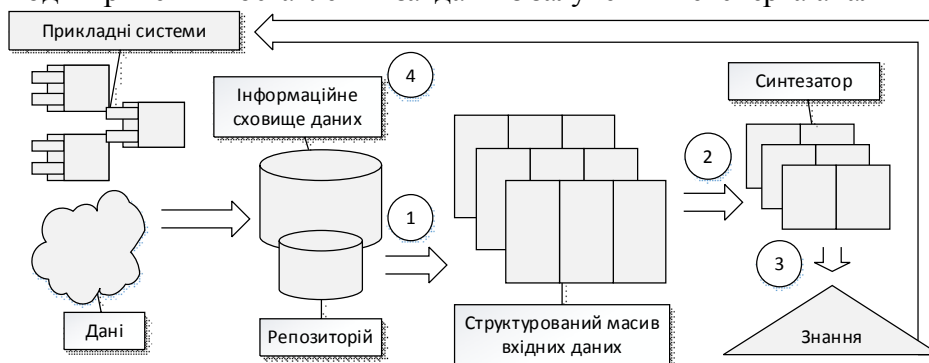 Прикладні системи
4
Інформаційне
сховище даних
Синтезатор
2
1
3
Дані
Репозиторій
Структурований масив
вхідних даних
Знання